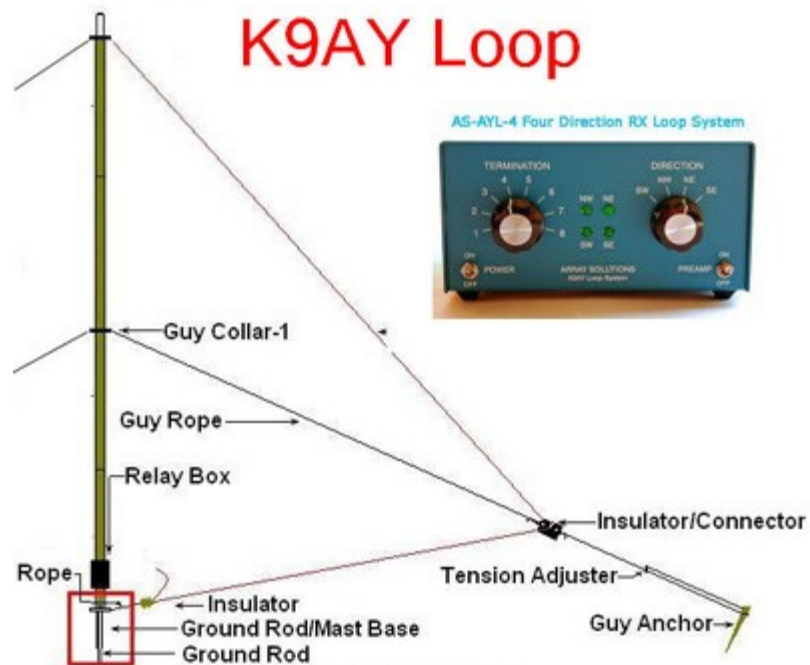 K9AY Loop
AS-AYL-4 Four Direction RX Loop System
TERMINATION
DIRECTION
1 2 3 4 5 6 7 8
SW NW NE SE
NW NE
SW SE
ON
POWER
OFF
ARRAY SOLUTIONS
K9AY Loop System
ON
PREAMP
OFF
Guy Collar-1
Guy Rope
Relay Box
Insulator/Connector
Tension Adjuster
Rope
Insulator
Guy Anchor
Ground Rod/Mast Base
Ground Rod